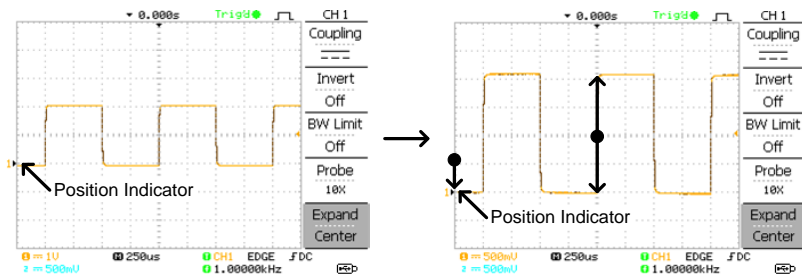 ▼ 0.000s Trig'd CH 1
Coupling
Invert
Off
BW Limit
Off
Probe
10X
Expand
Center
1
Position Indicator
1 1V M 250us CH1 EDGE DC
2 500mV 1.00000kHz
▼ 0.000s Trig'd CH 1
Coupling
Invert
Off
BW Limit
Off
Probe
10X
Expand
Center
1
Position Indicator
1 500mV M 250us CH1 EDGE DC
2 500mV 1.00000kHz